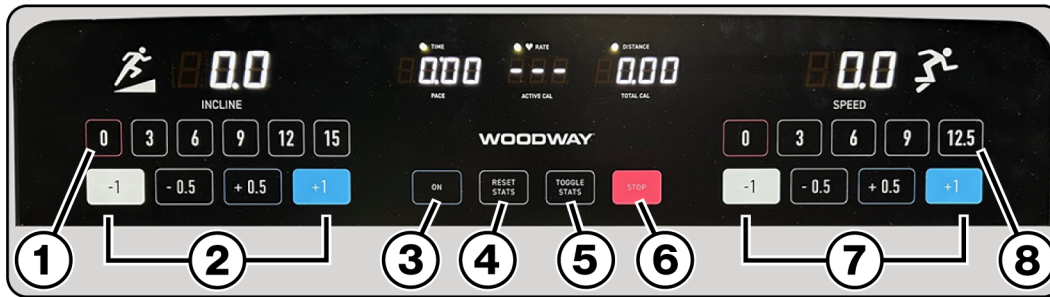 TIME RATE DISTANCE
0.0 0:00 --- 0.00 0.0
PACE ACTIVE CAL TOTAL CAL
INCLINE SPEED
0 3 6 9 12 15 WOODWAY 0 3 6 9 12.5
-1 - 0.5 + 0.5 +1 ON RESET STATS TOGGLE STATS STOP -1 - 0.5 + 0.5 +1
1 2 3 4 5 6 7 8